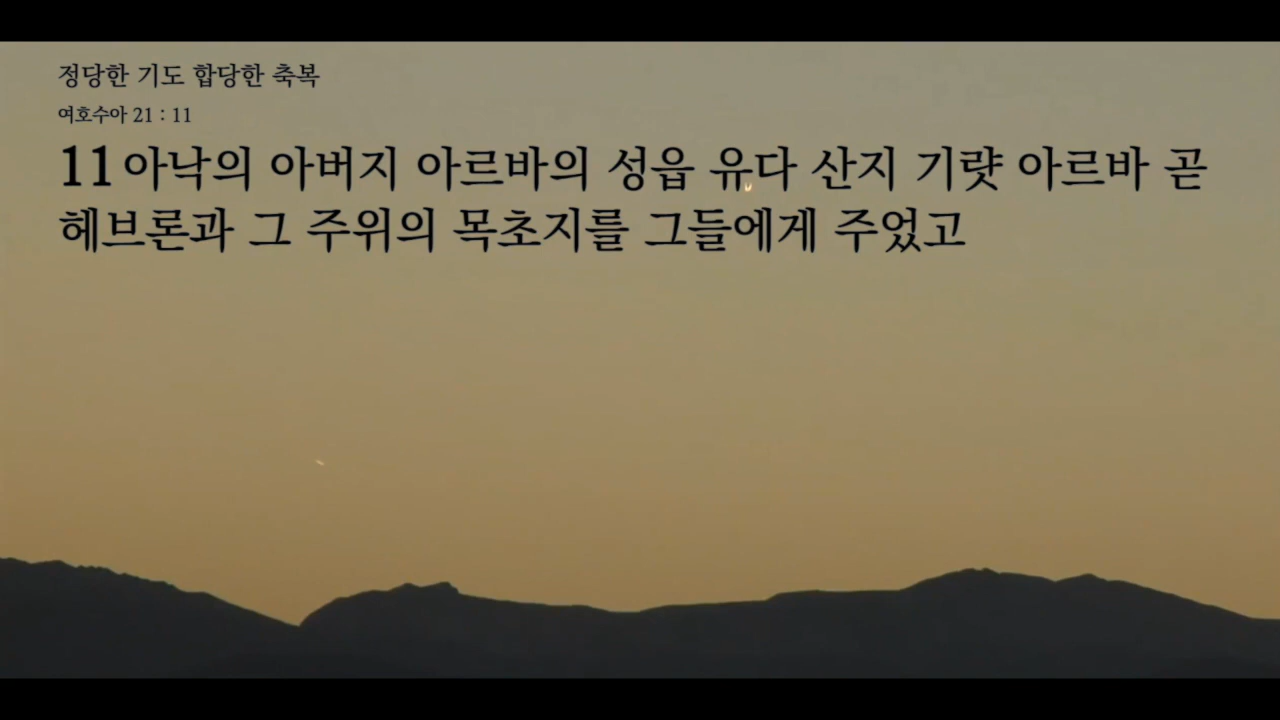 정당한 기도 합당한 축복
여호수아 21 : 11
11 아낙의 아버지 아르바의 성읍 유다 산지 기럇 아르바 곧
헤브론과 그 주위의 목초지를 그들에게 주었고